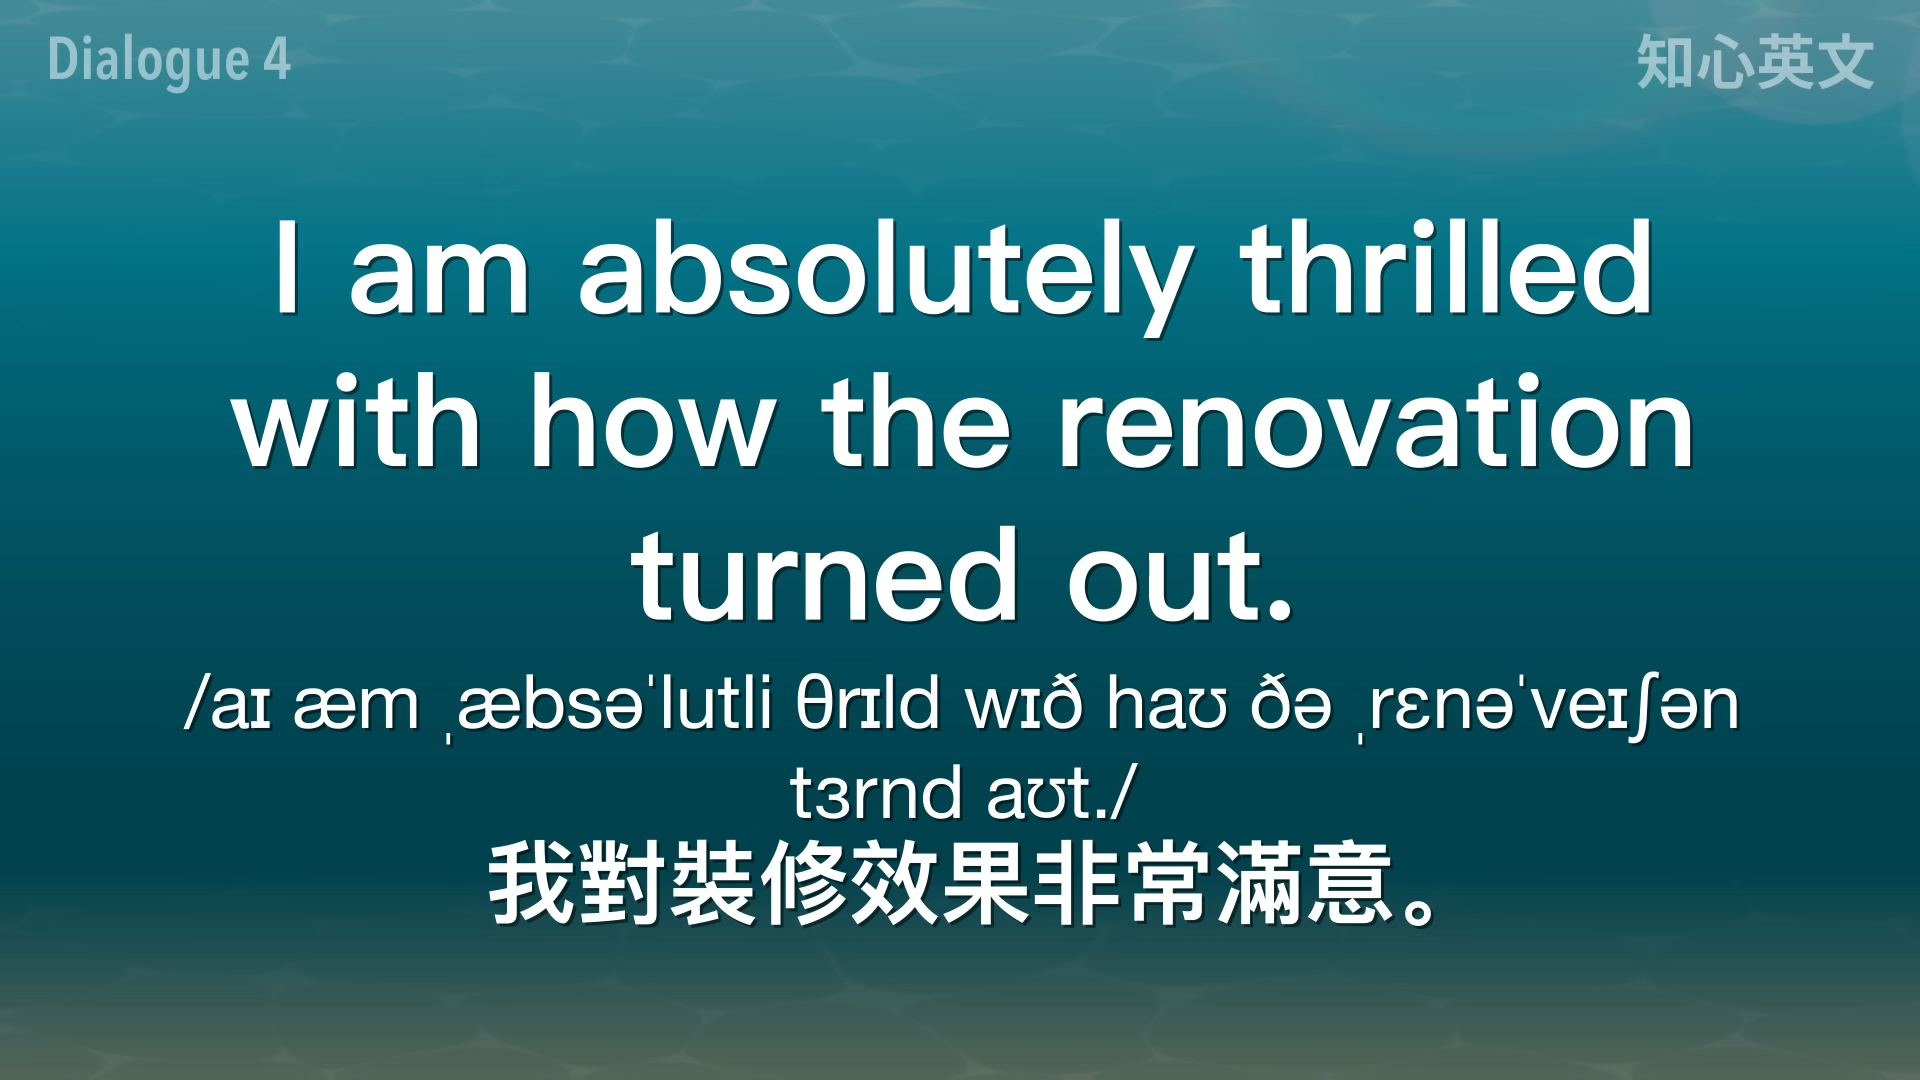 Dialogue 4
知心英文
I am absolutely thrilled
with how the renovation
turned out.
/aɪ æm ˌæbsəˈlutli θrɪld wɪð haʊ ðə ˌrɛnəˈveɪʃən
tɜrnd aʊt./
我對裝修效果非常滿意。